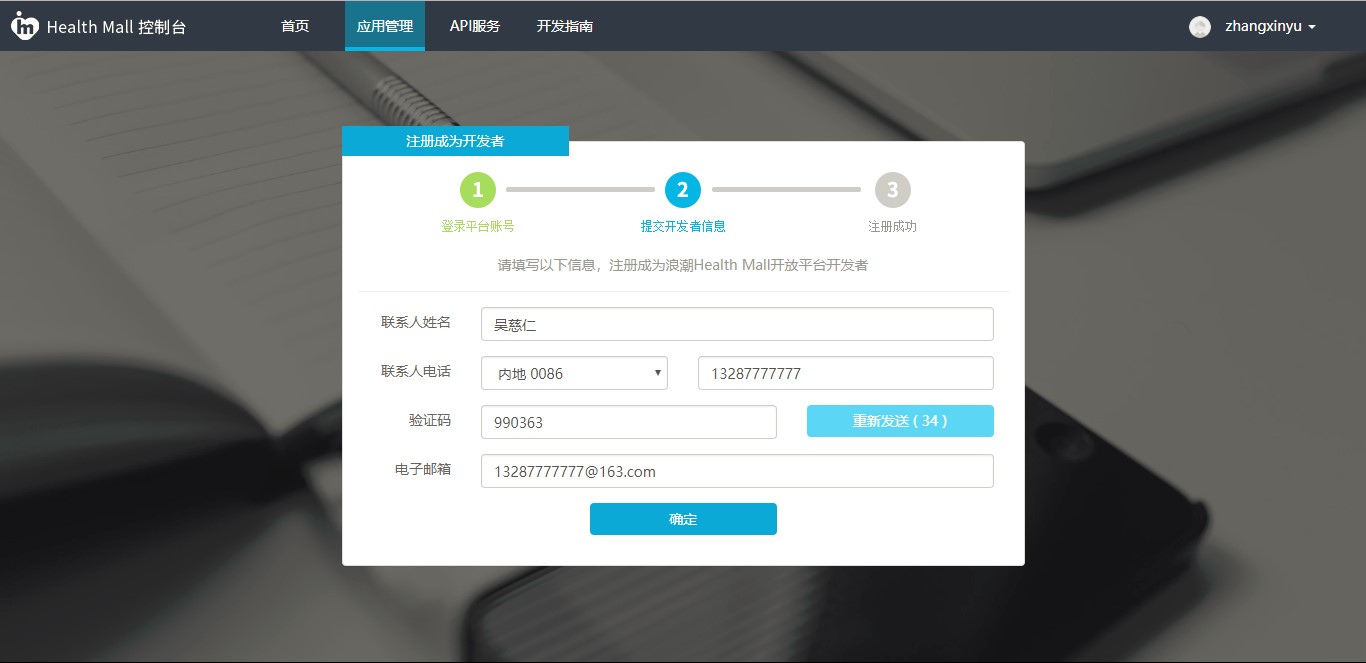 Health Mall 控制台 首页 应用管理 API服务 开发指南 zhangxinyu
注册成为开发者
1 2 3
登录平台账号 提交开发者信息 注册成功
请填写以下信息，注册成为浪潮Health Mall开放平台开发者
联系人姓名 吴慈仁
联系人电话 内地 0086 13287777777
验证码 990363 重新发送 ( 34 )
电子邮箱 13287777777@163.com
确定